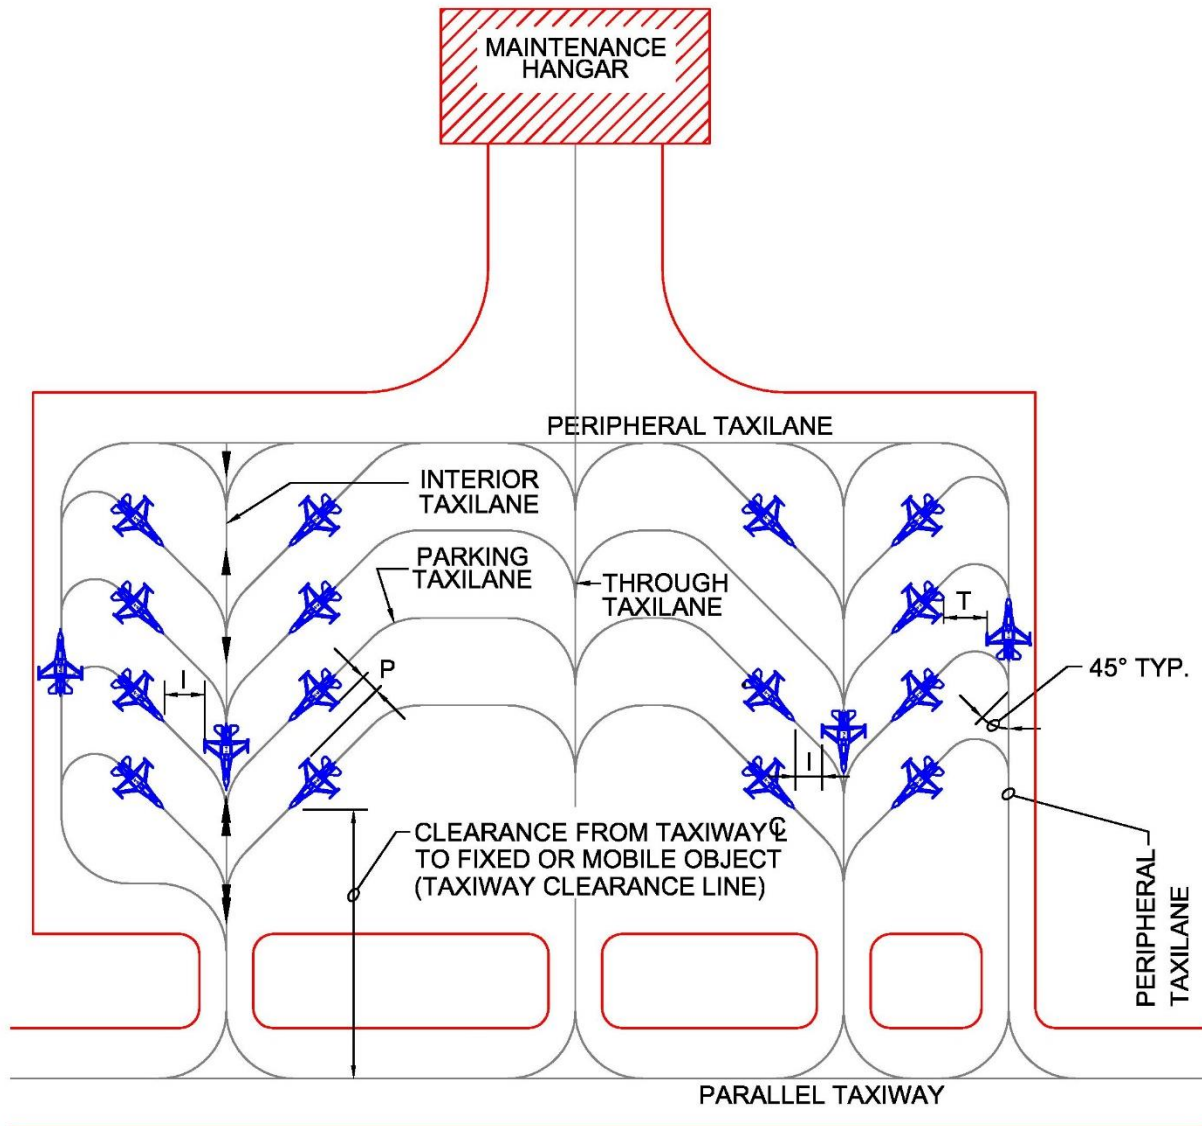 MAINTENANCE
HANGAR
PERIPHERAL TAXILANE
INTERIOR
TAXILANE
PARKING
TAXILANE
THROUGH
TAXILANE
T
P
I
45° TYP.
I
CLEARANCE FROM TAXIWAY ℄
TO FIXED OR MOBILE OBJECT
(TAXIWAY CLEARANCE LINE)
PERIPHERAL
TAXILANE
PARALLEL TAXIWAY